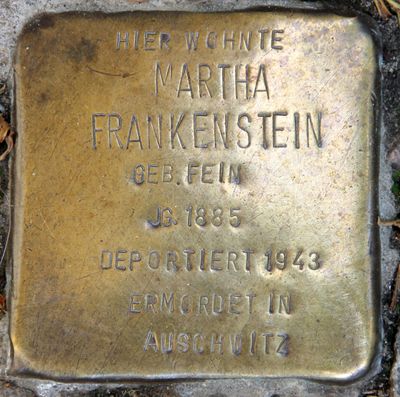 HIER WOHNTE
MARTHA
FRANKENSTEIN
GEB. FEIN
JG. 1885
DEPORTIERT 1943
ERMORDET IN
AUSCHWITZ